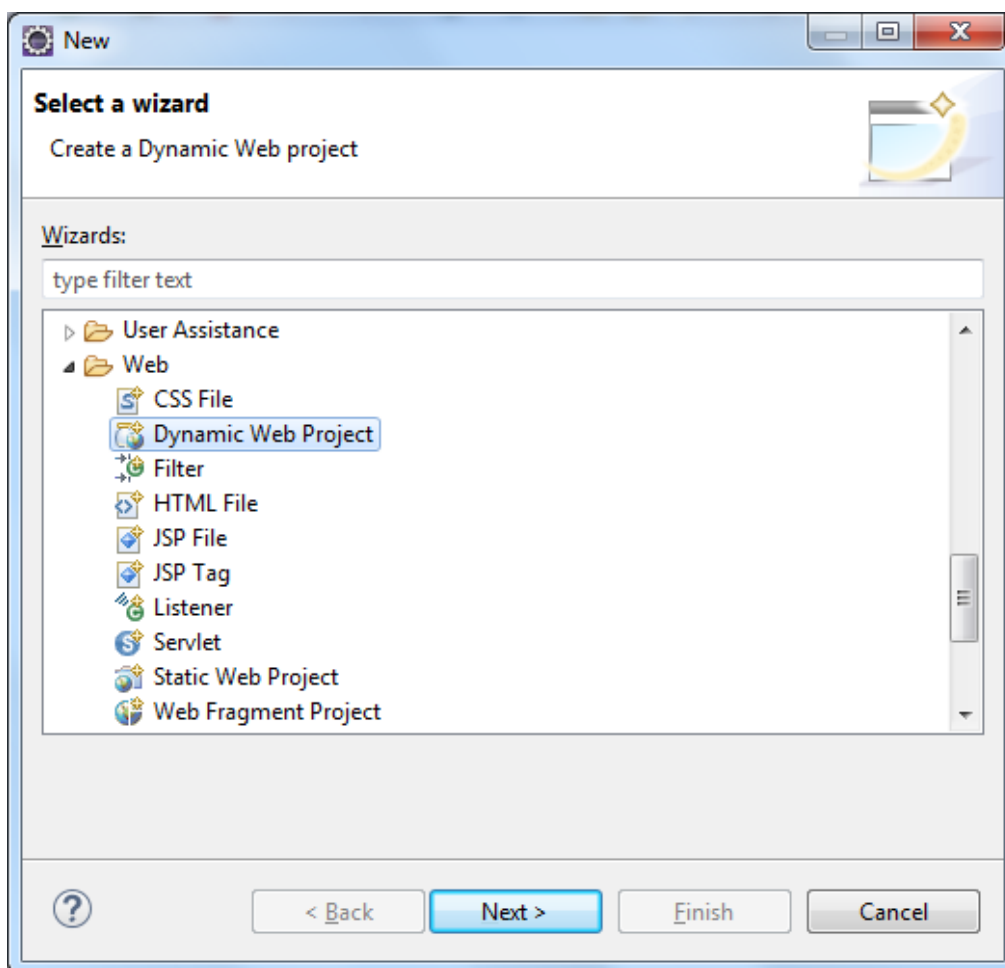 New
Select a wizard
Create a Dynamic Web project
Wizards:
type filter text
User Assistance
Web
CSS File
Dynamic Web Project
Filter
HTML File
JSP File
JSP Tag
Listener
Servlet
Static Web Project
Web Fragment Project
? < Back Next > Finish Cancel